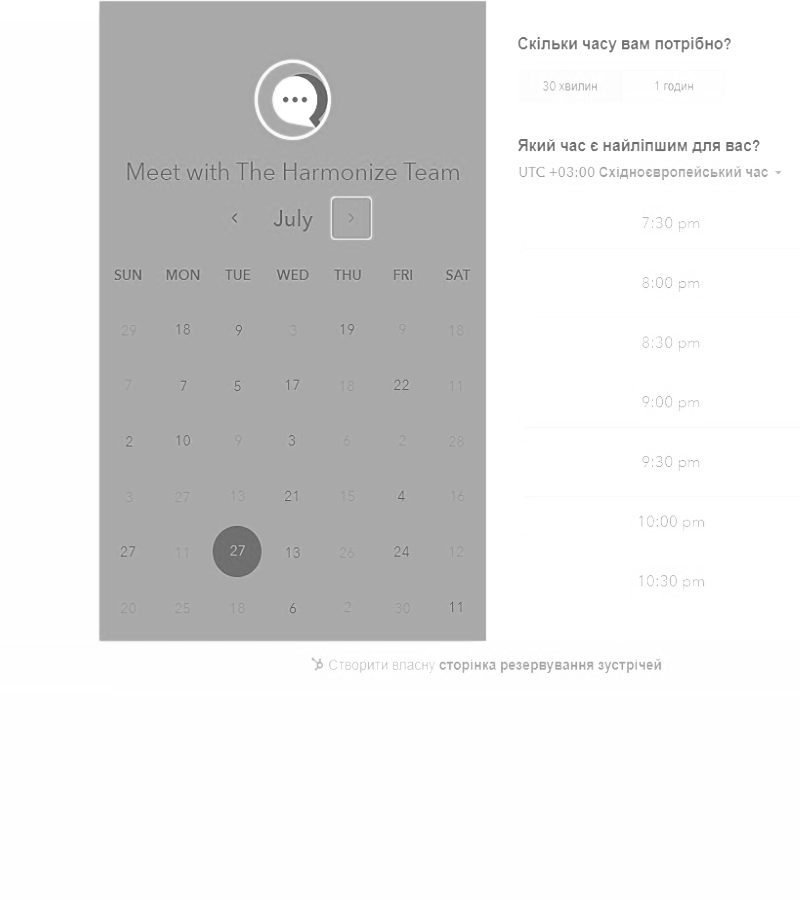 Meet with The Harmonize Team
July
SUN MON TUE WED THU FRI SAT
29 18 9 3 19 9 18
7 7 5 17 18 22 11
2 10 9 3 6 2 28
3 27 13 21 15 4 16
27 11 27 13 26 24 12
20 25 18 6 2 30 11
Скільки часу вам потрібно?
30 хвилин 1 годин
Який час є найліпшим для вас?
UTC +03:00 Східноєвропейський час
7:30 pm
8:00 pm
8:30 pm
9:00 pm
9:30 pm
10:00 pm
10:30 pm
Створити власну сторінка резервування зустрічей